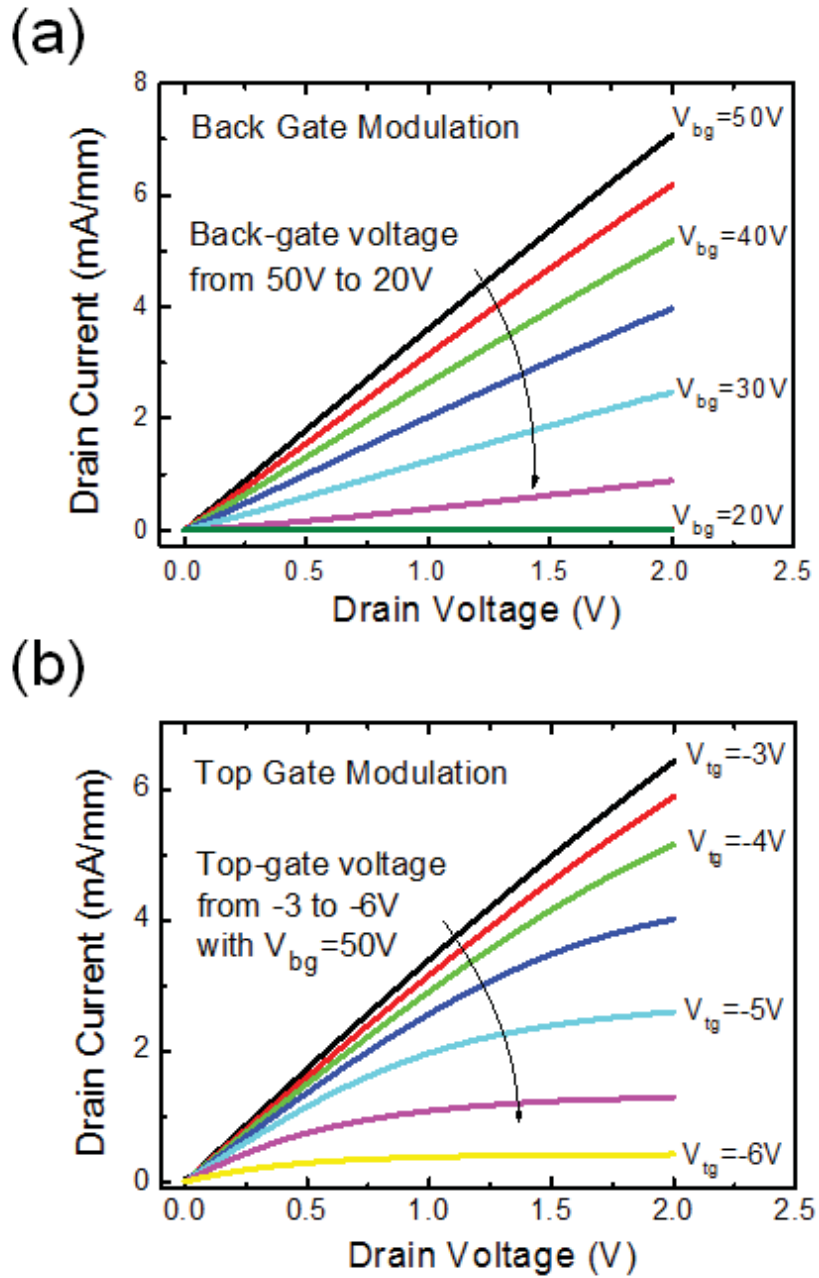 (a)
8
6
4
2
0
Drain Current (mA/mm)
Back Gate Modulation
Back-gate voltage
from 50V to 20V
Vbg=50V
Vbg=40V
Vbg=30V
Vbg=20V
0.0 0.5 1.0 1.5 2.0 2.5
Drain Voltage (V)
(b)
6
4
2
0
Drain Current (mA/mm)
Top Gate Modulation
Top-gate voltage
from -3 to -6V
with Vbg=50V
Vtg=-3V
Vtg=-4V
Vtg=-5V
Vtg=-6V
0.0 0.5 1.0 1.5 2.0 2.5
Drain Voltage (V)